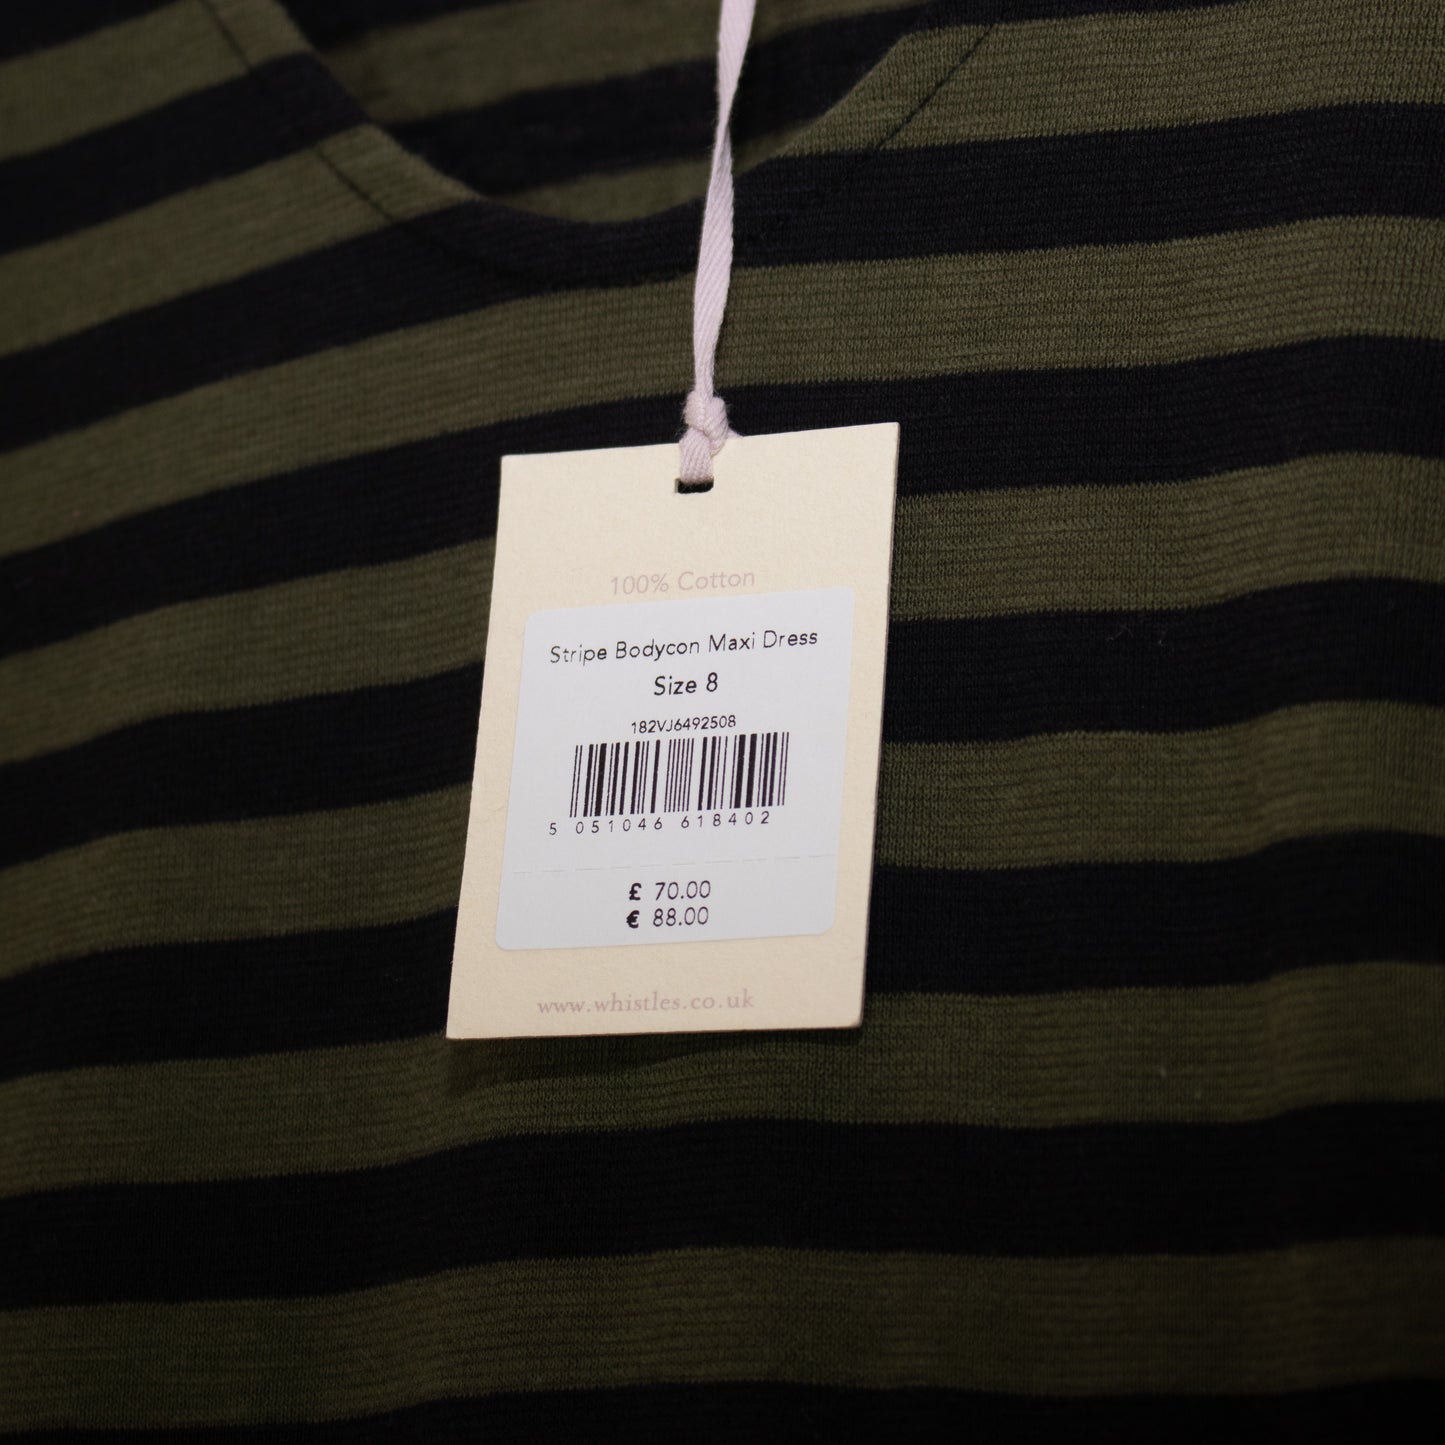 100% Cotton
Stripe Bodycon Maxi Dress
Size 8
182VJ6492508
5 051046 618402
£ 70.00
€ 88.00
www.whistles.co.uk